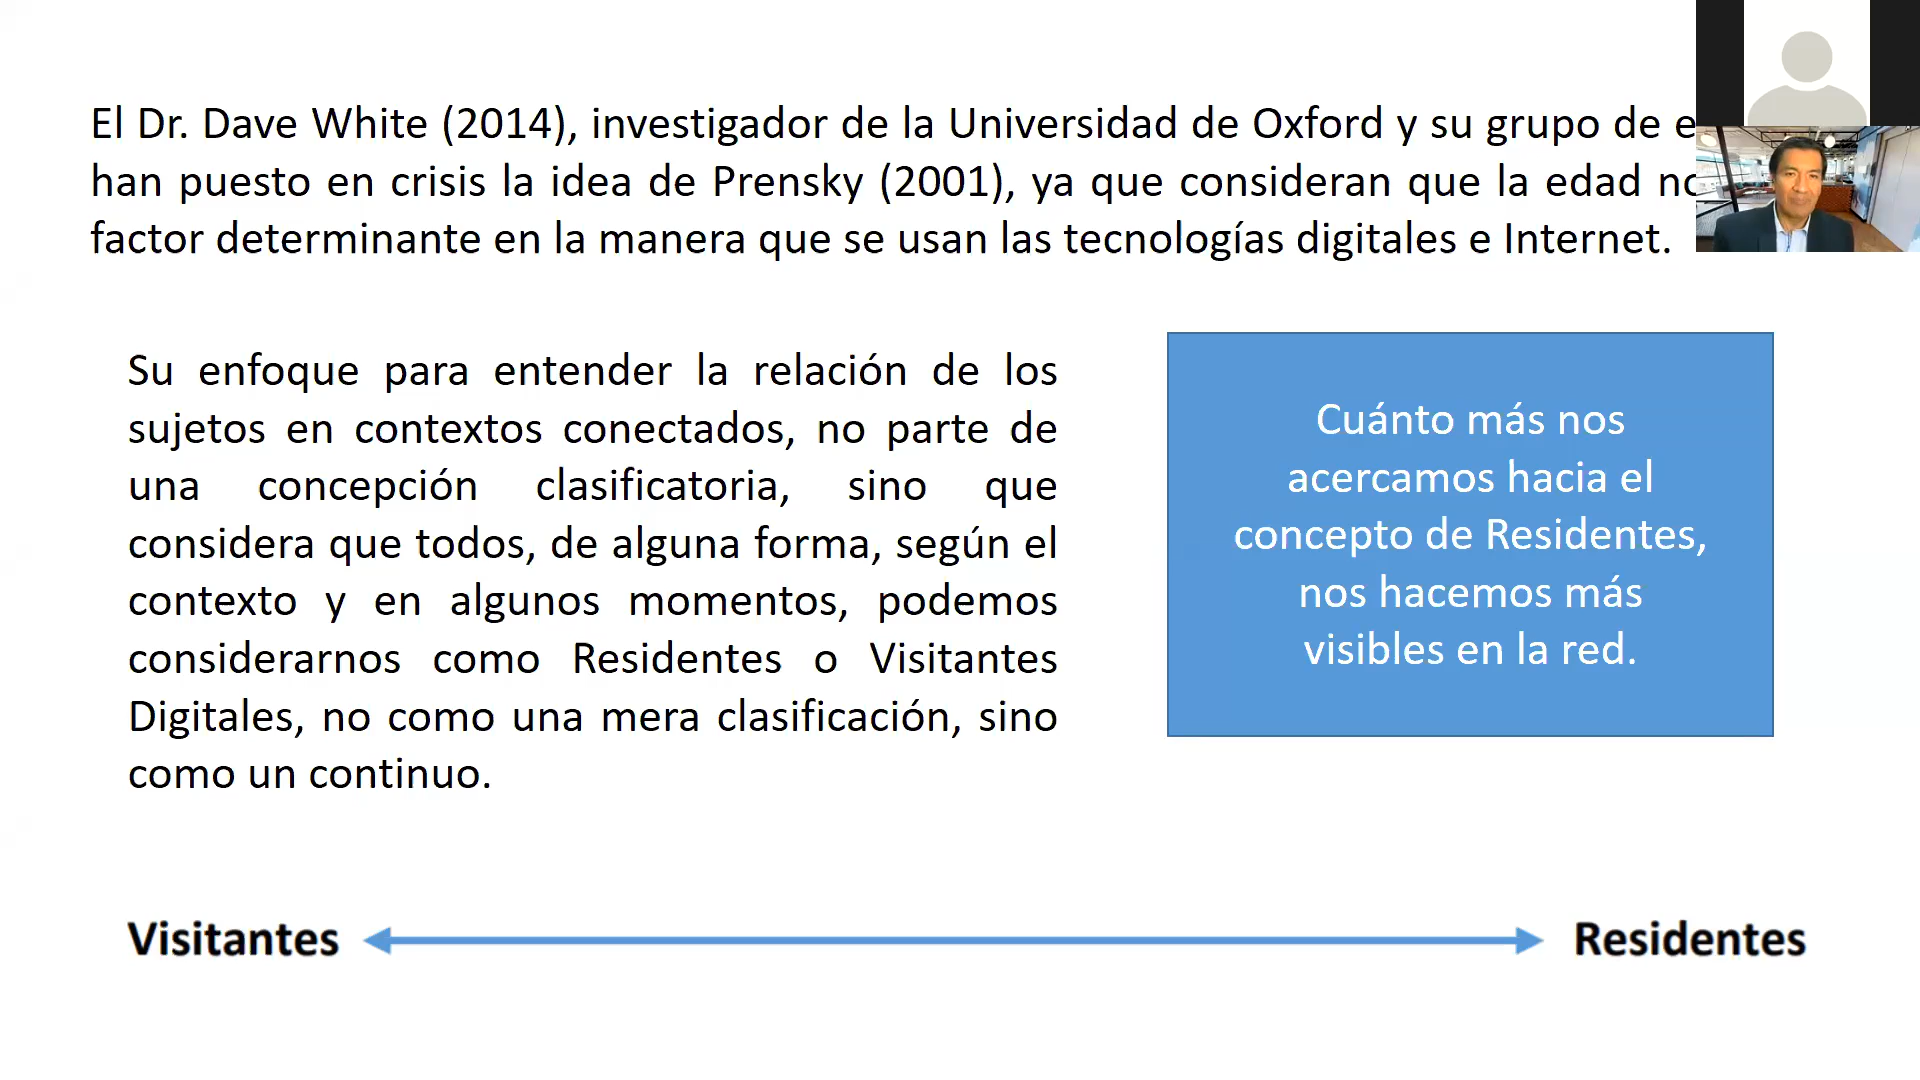 El Dr. Dave White (2014), investigador de la Universidad de Oxford y su grupo de
han puesto en crisis la idea de Prensky (2001), ya que consideran que la edad no
factor determinante en la manera que se usan las tecnologías digitales e Internet.
Su enfoque para entender la relación de los
sujetos en contextos conectados, no parte de
una concepción clasificatoria, sino que
considera que todos, de alguna forma, según el
contexto y en algunos momentos, podemos
considerarnos como Residentes o Visitantes
Digitales, no como una mera clasificación, sino
como un continuo.
Cuánto más nos
acercamos hacia el
concepto de Residentes,
nos hacemos más
visibles en la red.
Visitantes
Residentes